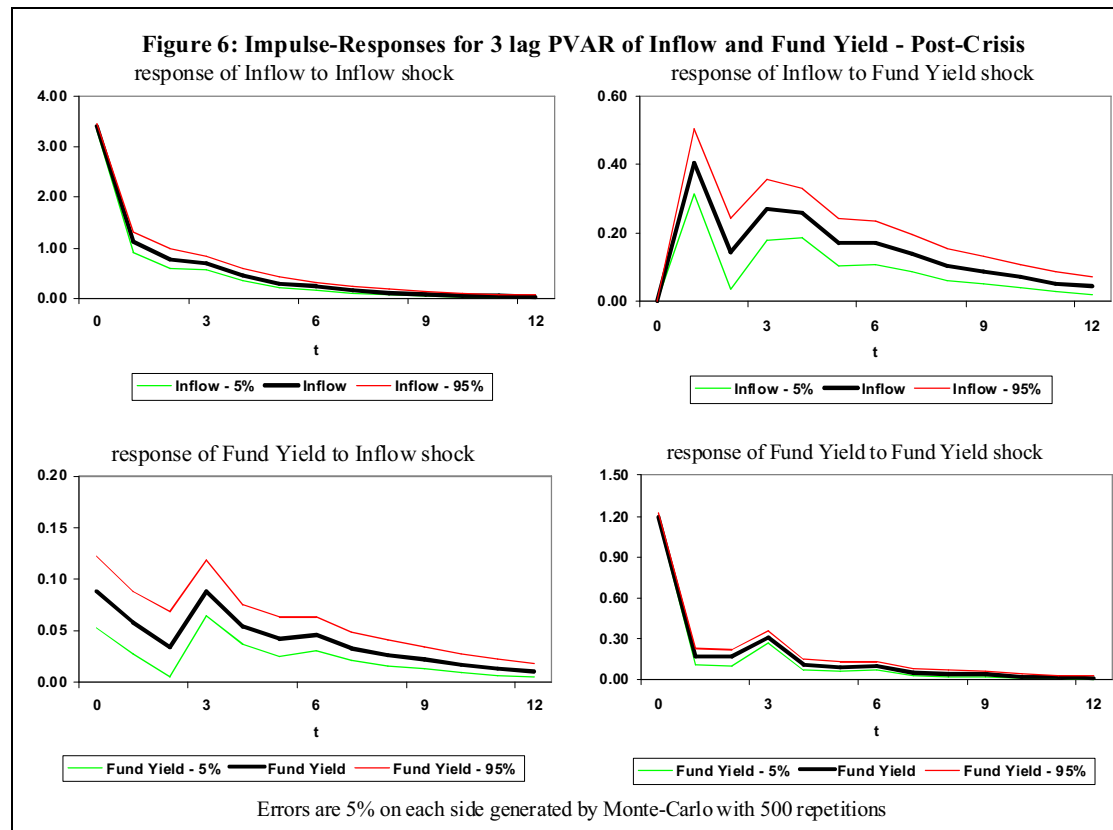 Figure 6: Impulse-Responses for 3 lag PVAR of Inflow and Fund Yield - Post-Crisis
response of Inflow to Inflow shock
4.00
3.00
2.00
1.00
0.00
0 3 6 9 12
t
Inflow - 5% Inflow Inflow - 95%
response of Inflow to Fund Yield shock
0.60
0.40
0.20
0.00
0 3 6 9 12
t
Inflow - 5% Inflow Inflow - 95%
response of Fund Yield to Inflow shock
0.20
0.15
0.10
0.05
0.00
0 3 6 9 12
t
Fund Yield - 5% Fund Yield Fund Yield - 95%
response of Fund Yield to Fund Yield shock
1.50
1.20
0.90
0.60
0.30
0.00
0 3 6 9 12
t
Fund Yield - 5% Fund Yield Fund Yield - 95%
Errors are 5% on each side generated by Monte-Carlo with 500 repetitions